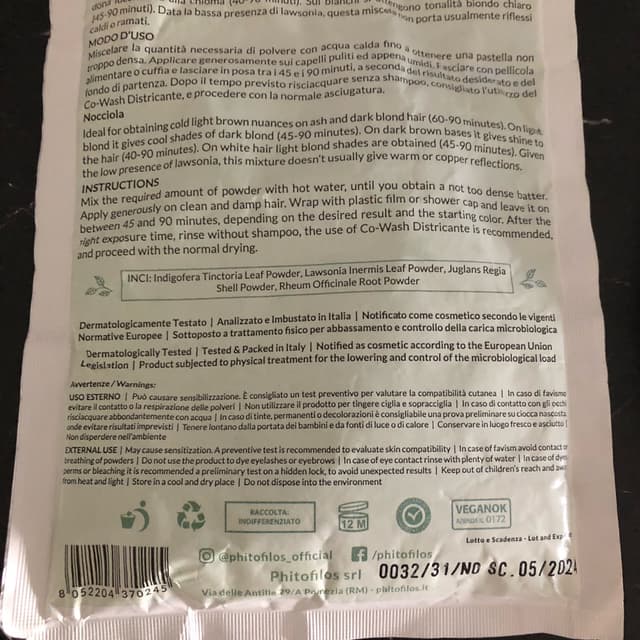 dona
alla chioma (40-90 minuti). Sui bianchi si ottengono tonalità biondo chiaro
(45-90 minuti). Data la bassa presenza di lawsonia, questa miscela non porta usualmente riflessi
caldi e ramati.
MODO D'USO
Miscelare la quantità necessaria di polvere con acqua calda fino a ottenere una pastella non
troppo densa. Applicare generosamente sui capelli puliti ed appena umidi. Fasciare con pellicola
alimentare o cuffia e lasciare in posa tra i 45 e i 90 minuti, a seconda del risultato desiderato e del
fondo di partenza. Dopo il tempo previsto risciacquare senza shampoo, consigliato l'utilizzo del
Co-Wash Districante, e procedere con la normale asciugatura.
Nocciola
Ideal for obtaining cold light brown nuances on ash and dark blond hair (60-90 minutes). On light
blond it gives cool shades of dark blond (45-90 minutes). On dark brown bases it gives shine to
the hair (40-90 minutes). On white hair light blond shades are obtained (45-90 minutes). Given
the low presence of lawsonia, this mixture doesn't usually give warm or copper reflections.
INSTRUCTIONS
Mix the required amount of powder with hot water, until you obtain a not too dense batter.
Apply generously on clean and damp hair. Wrap with plastic film or shower cap and leave it on
between 45 and 90 minutes, depending on the desired result and the starting color. After the
right exposure time, rinse without shampoo, the use of Co-Wash Districante is recommended,
and proceed with the normal drying.
INCI: Indigofera Tinctoria Leaf Powder, Lawsonia Inermis Leaf Powder, Juglans Regia
Shell Powder, Rheum Officinale Root Powder
Dermatologicamente Testato | Analizzato e Imbustato in Italia | Notificato come cosmetico secondo le vigenti
Normative Europee | Sottoposto a trattamento fisico per abbassamento e controllo della carica microbiologica
Dermatologically Tested | Tested & Packed in Italy | Notified as cosmetic according to the European Union
Legislation | Product subjected to physical treatment for the lowering and control of the microbiological load
Avvertenze / Warnings:
USO ESTERNO | Può causare sensibilizzazione. È consigliato un test preventivo per valutare la compatibilità cutanea | In caso di favismo
evitare il contatto o la respirazione delle polveri | Non utilizzare il prodotto per tingere ciglia e sopracciglia | In caso di contatto con gli occhi
risciacquare abbondantemente con acqua | In caso di tinte, permanenti o decolorazioni è consigliabile una prova preliminare su ciocca nascosta
onde evitare risultati imprevisti | Tenere lontano dalla portata dei bambini e da fonti di luce o di calore | Conservare in luogo fresco e asciutto |
Non disperdere nell'ambiente
EXTERNAL USE | May cause sensitization. A preventive test is recommended to evaluate skin compatibility | In case of favism avoid contact or
breathing of powders | Do not use the product to dye eyelashes or eyebrows | In case of eye contact rinse with plenty of water | In case of dyes
perms or bleaching it is recommended a preliminary test on a hidden lock, to avoid unexpected results | Keep out of children's reach and away
from heat and light | Store in a cool and dry place | Do not dispose into the environment
RACCOLTA:
INDIFFERENZIATO
12 M
VEGANOK
AZIENDA ID. 0172
Lotto e Scadenza - Lot and Exp
@phitofilos_official /phitofilos
Phitofilos srl
0032/31/NO SC.05/2024
Via delle Antille 29/A Pomezia (RM) - phitofilos.it
8 052204 370245